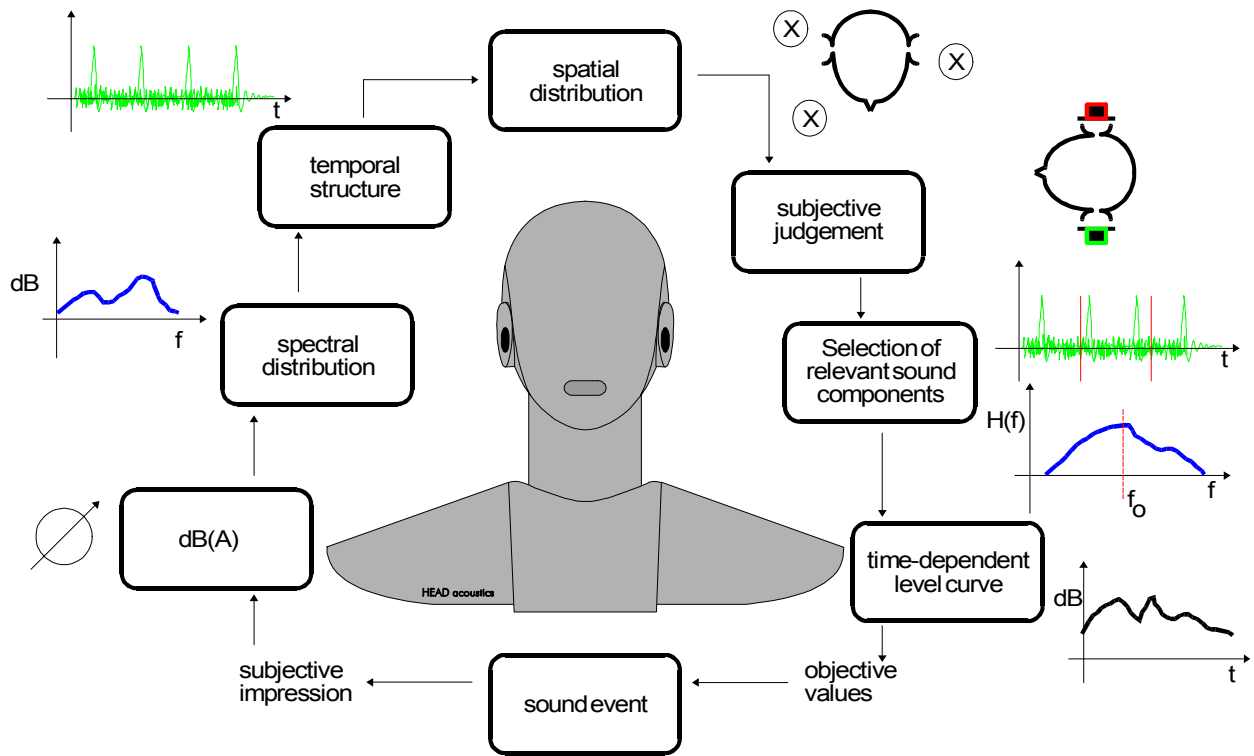 t
spatial
distribution
X
X
X
temporal
structure
subjective
judgement
dB
f
spectral
distribution
Selection of
relevant sound
components
t
H(f)
f
fo
dB(A)
time-dependent
level curve
HEAD acoustics
dB
t
subjective
impression
sound event
objective
values